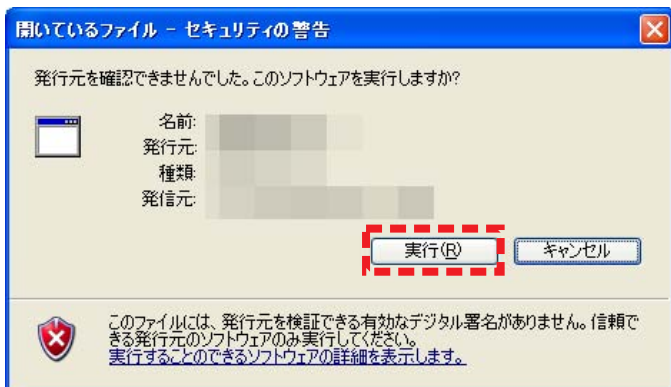 開いているファイル - セキュリティの警告
発行元を確認できませんでした。このソフトウェアを実行しますか?
名前:
発行元:
種類:
発信元:
実行(R)
キャンセル
このファイルには、発行元を検証できる有効なデジタル署名がありません。信頼で
きる発行元のソフトウェアのみ実行してください。
実行することのできるソフトウェアの詳細を表示します。